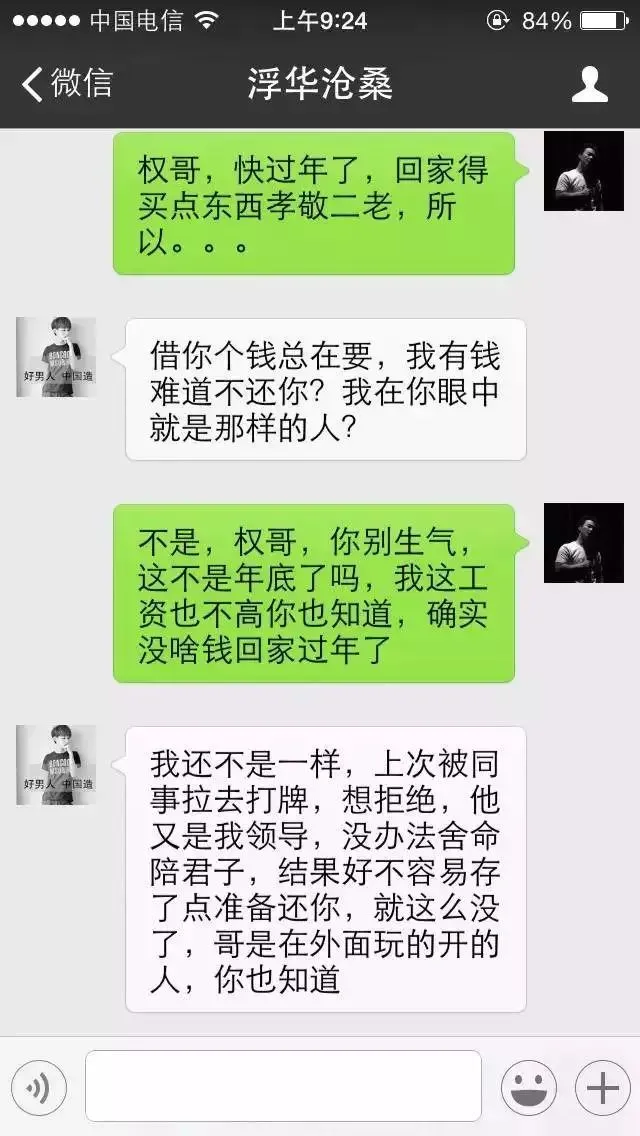 中国电信 上午9:24 84%
微信 浮华沧桑
权哥，快过年了，回家得
买点东西孝敬二老，所
以。。。
借你个钱总在要，我有钱
难道不还你？我在你眼中
就是那样的人？
好男人 中国造
不是，权哥，你别生气，
这不是年底了吗，我这工
资也不高你也知道，确实
没啥钱回家过年了
我还不是一样，上次被同
事拉去打牌，想拒绝，他
又是我领导，没办法舍命
陪君子，结果好不容易存
了点准备还你，就这么没
了，哥是在外面玩的开的
人，你也知道
好男人 中国造